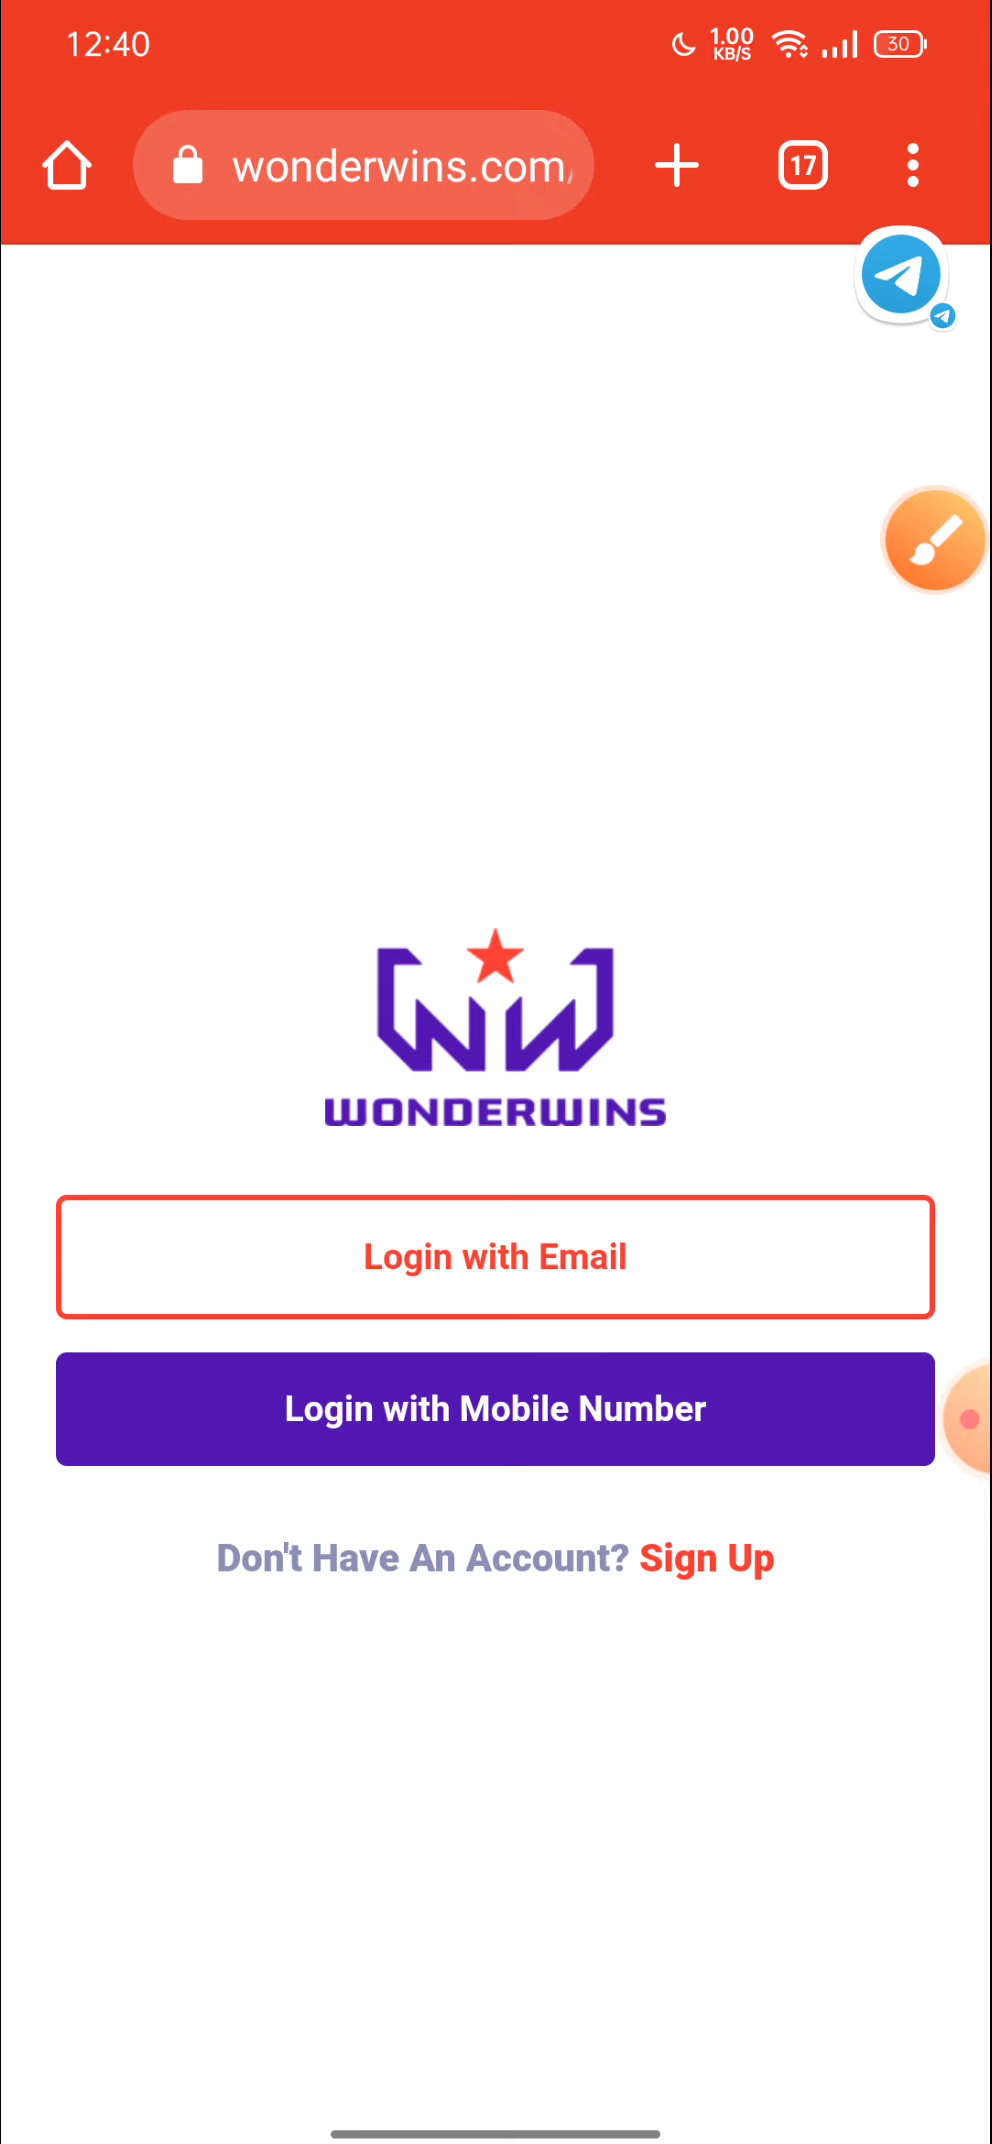 12:40
1.00
KB/S
30
wonderwins.com
17
WONDERWINS
Login with Email
Login with Mobile Number
Don't Have An Account? Sign Up